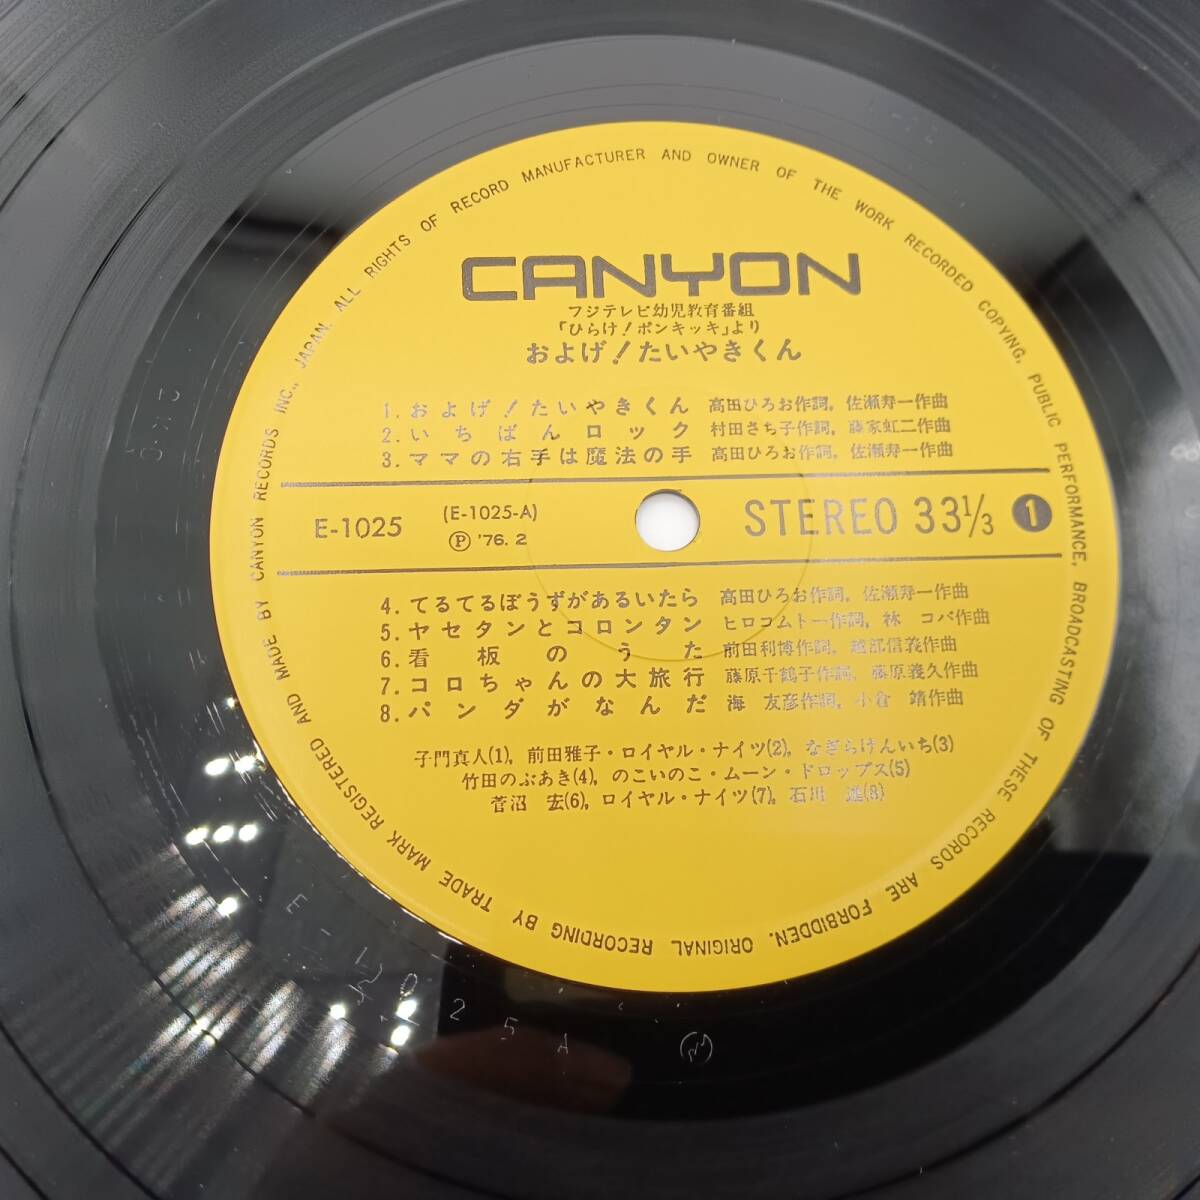 CANYON
フジテレビ幼児教育番組
「ひらけ!ポンキッキ」より
およげ!たいやきくん
1. およげ!たいやきくん 高田ひろお作詞, 佐瀬寿一作曲
2. いちばんロック 村田さち子作詞, 藤家虹二作曲
3. ママの右手は魔法の手 高田ひろお作詞, 佐瀬寿一作曲
E-1025 (E-1025-A) Ⓟ '76. 2 STEREO 33⅓ 1
4. てるてるぼうずがあるいたら 高田ひろお作詞, 佐瀬寿一作曲
5. ヤセタンとコロンタン ヒロコムトー作詞, 林 コバ作曲
6. 看板のうた 前田利博作詞, 越部信義作曲
7. コロちゃんの大旅行 藤原千鶴子作詞, 藤原義久作曲
8. パンダがなんだ 海 友彦作詞, 小倉 靖作曲
子門真人(1), 前田雅子・ロイヤル・ナイツ(2), なぎらけんいち(3)
竹田のぶあき(4), のこいのこ・ムーン・ドロップス(5)
菅沼 宏(6), ロイヤル・ナイツ(7), 石川 進(8)
ORIGINAL RECORDING BY TRADE MARK REGISTERED AND MADE BY CANYON RECORDS INC., JAPAN. ALL RIGHTS OF RECORD MANUFACTURER AND OWNER OF THE WORK RECORDED COPYING, PUBLIC PERFORMANCE, BROADCASTING OF THESE RECORDS ARE FORBIDDEN.
E-1025A